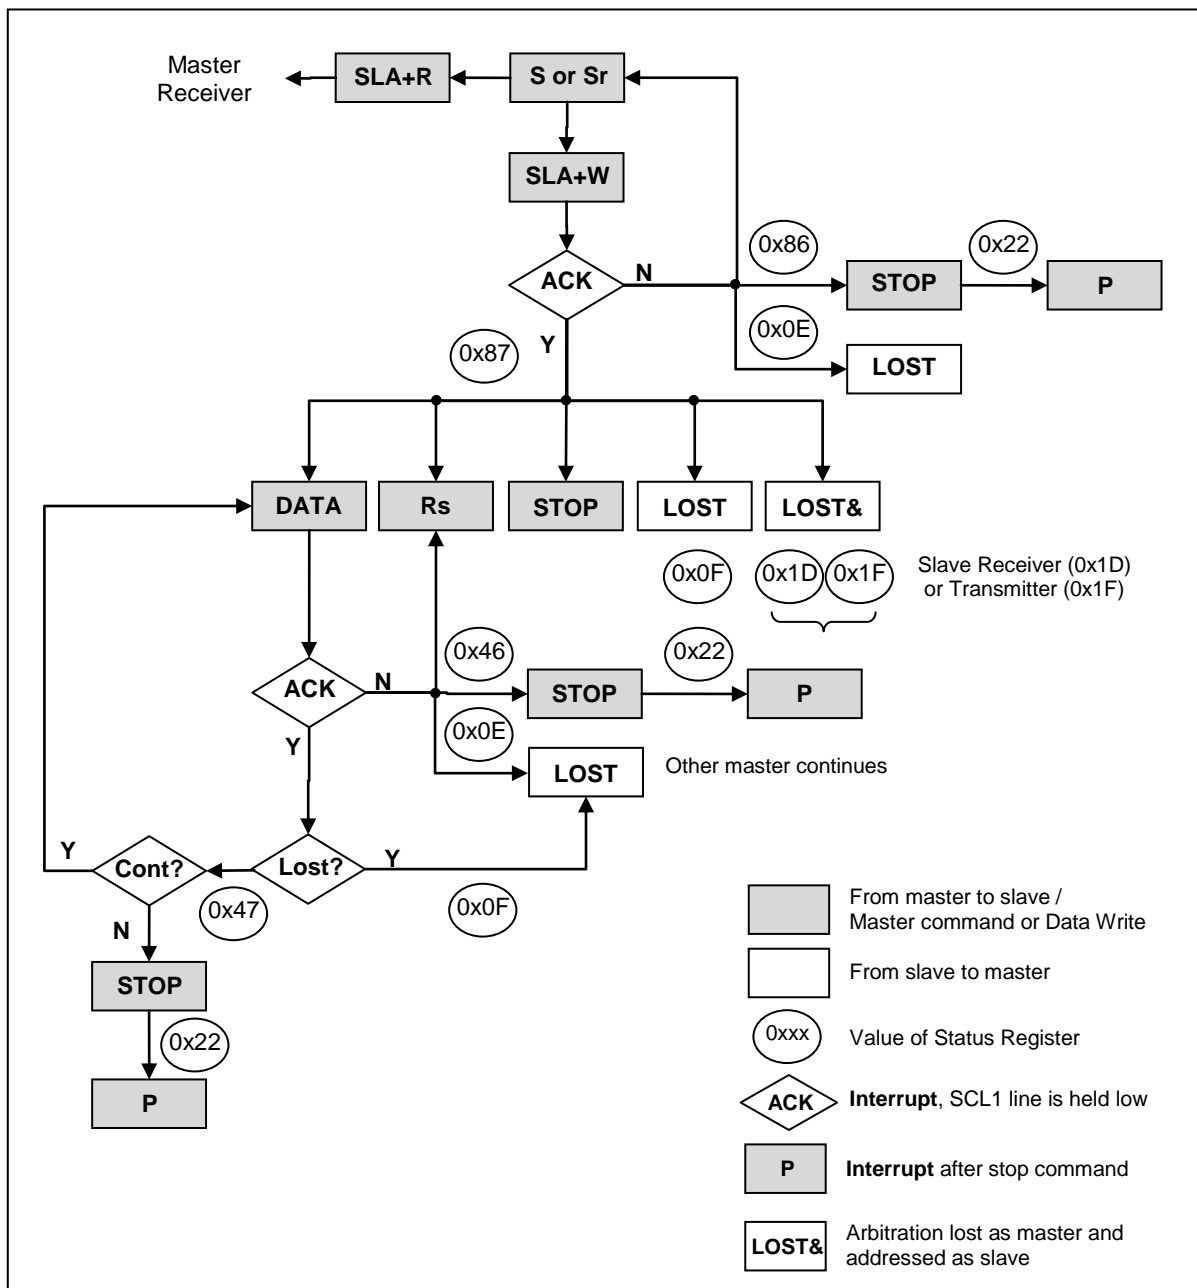 Master
Receiver
SLA+R
S or Sr
SLA+W
ACK
N
0x86
STOP
0x22
P
Y
0x87
0x0E
LOST
DATA
Rs
STOP
LOST
LOST&
0x0F
0x1D
0x1F
Slave Receiver (0x1D)
or Transmitter (0x1F)
ACK
N
0x46
STOP
0x22
P
Y
0x0E
LOST
Other master continues
Y
Cont?
Lost?
Y
0x47
0x0F
N
STOP
0x22
P
From master to slave /
Master command or Data Write
From slave to master
0xxx
Value of Status Register
ACK
Interrupt, SCL1 line is held low
P
Interrupt after stop command
LOST&
Arbitration lost as master and
addressed as slave